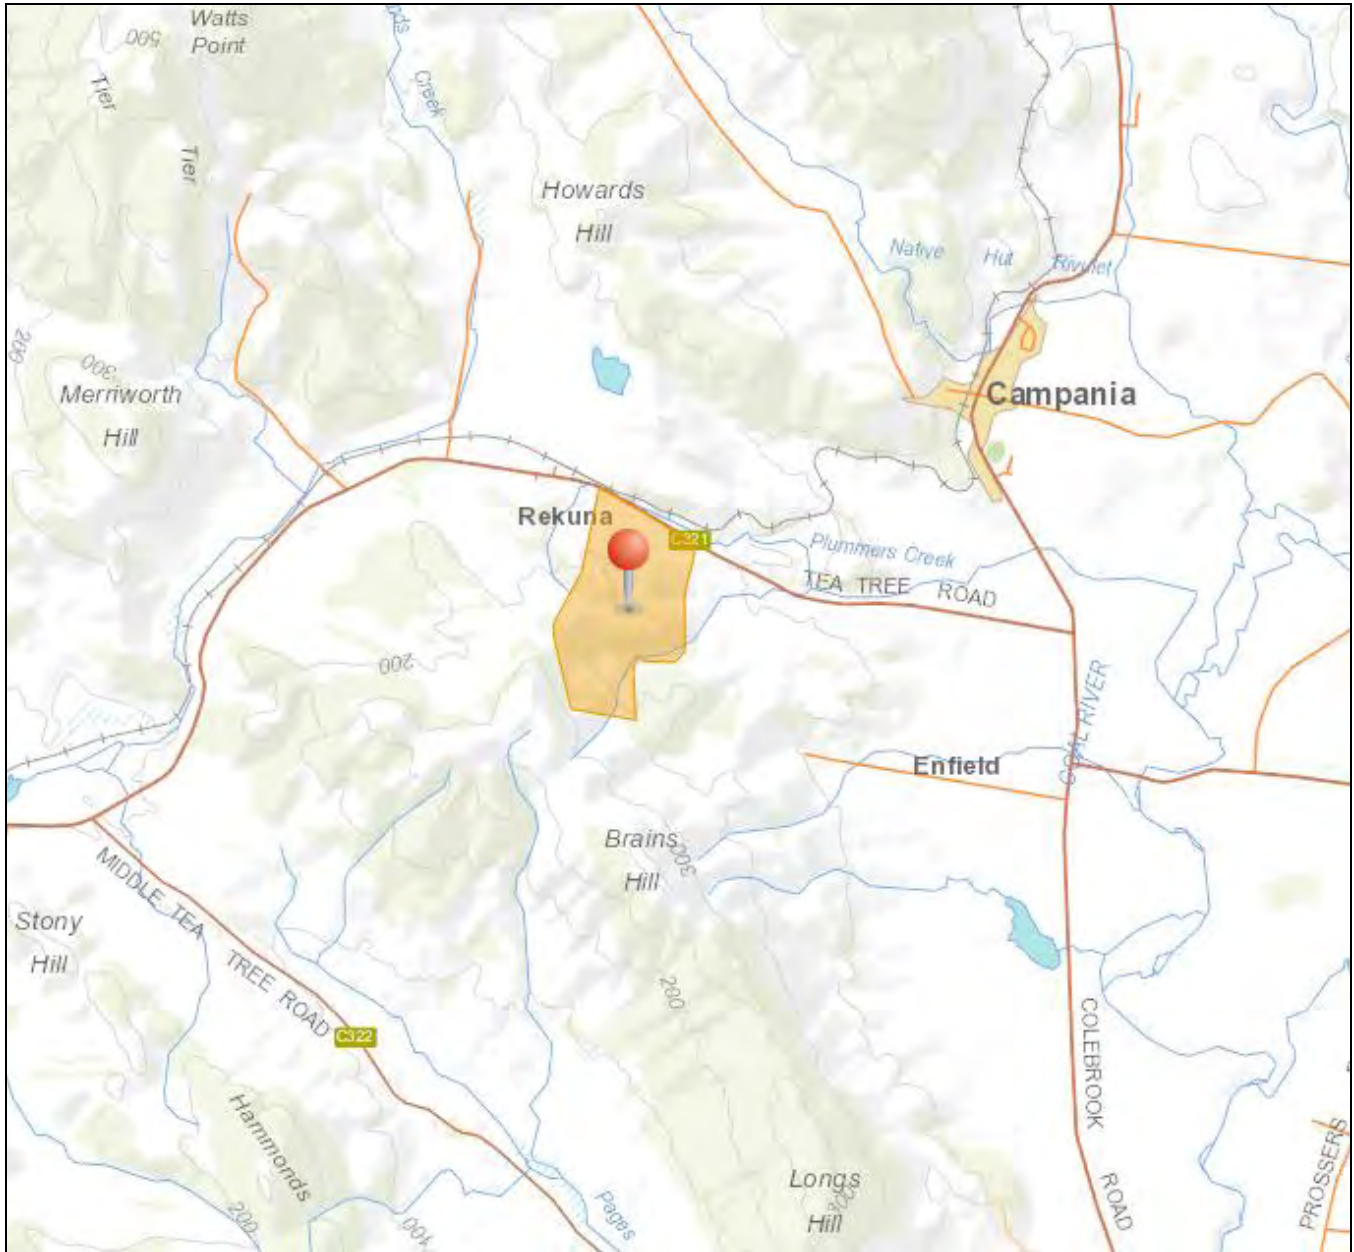 Watts
Point
500
Tier
Tier
Creek
Howards
Hill
Native Hut Rivulet
200
300
Merriworth
Hill
Campania
Rekuna
C321
Plummers Creek
TEA TREE ROAD
200
COAL RIVER
Enfield
Brains
Hill
300
MIDDLE TEA TREE ROAD
Stony
Hill
200
C322
COLEBROOK ROAD
Hammonds
200
400
Pages
Longs
Hill
300
PROSSERS